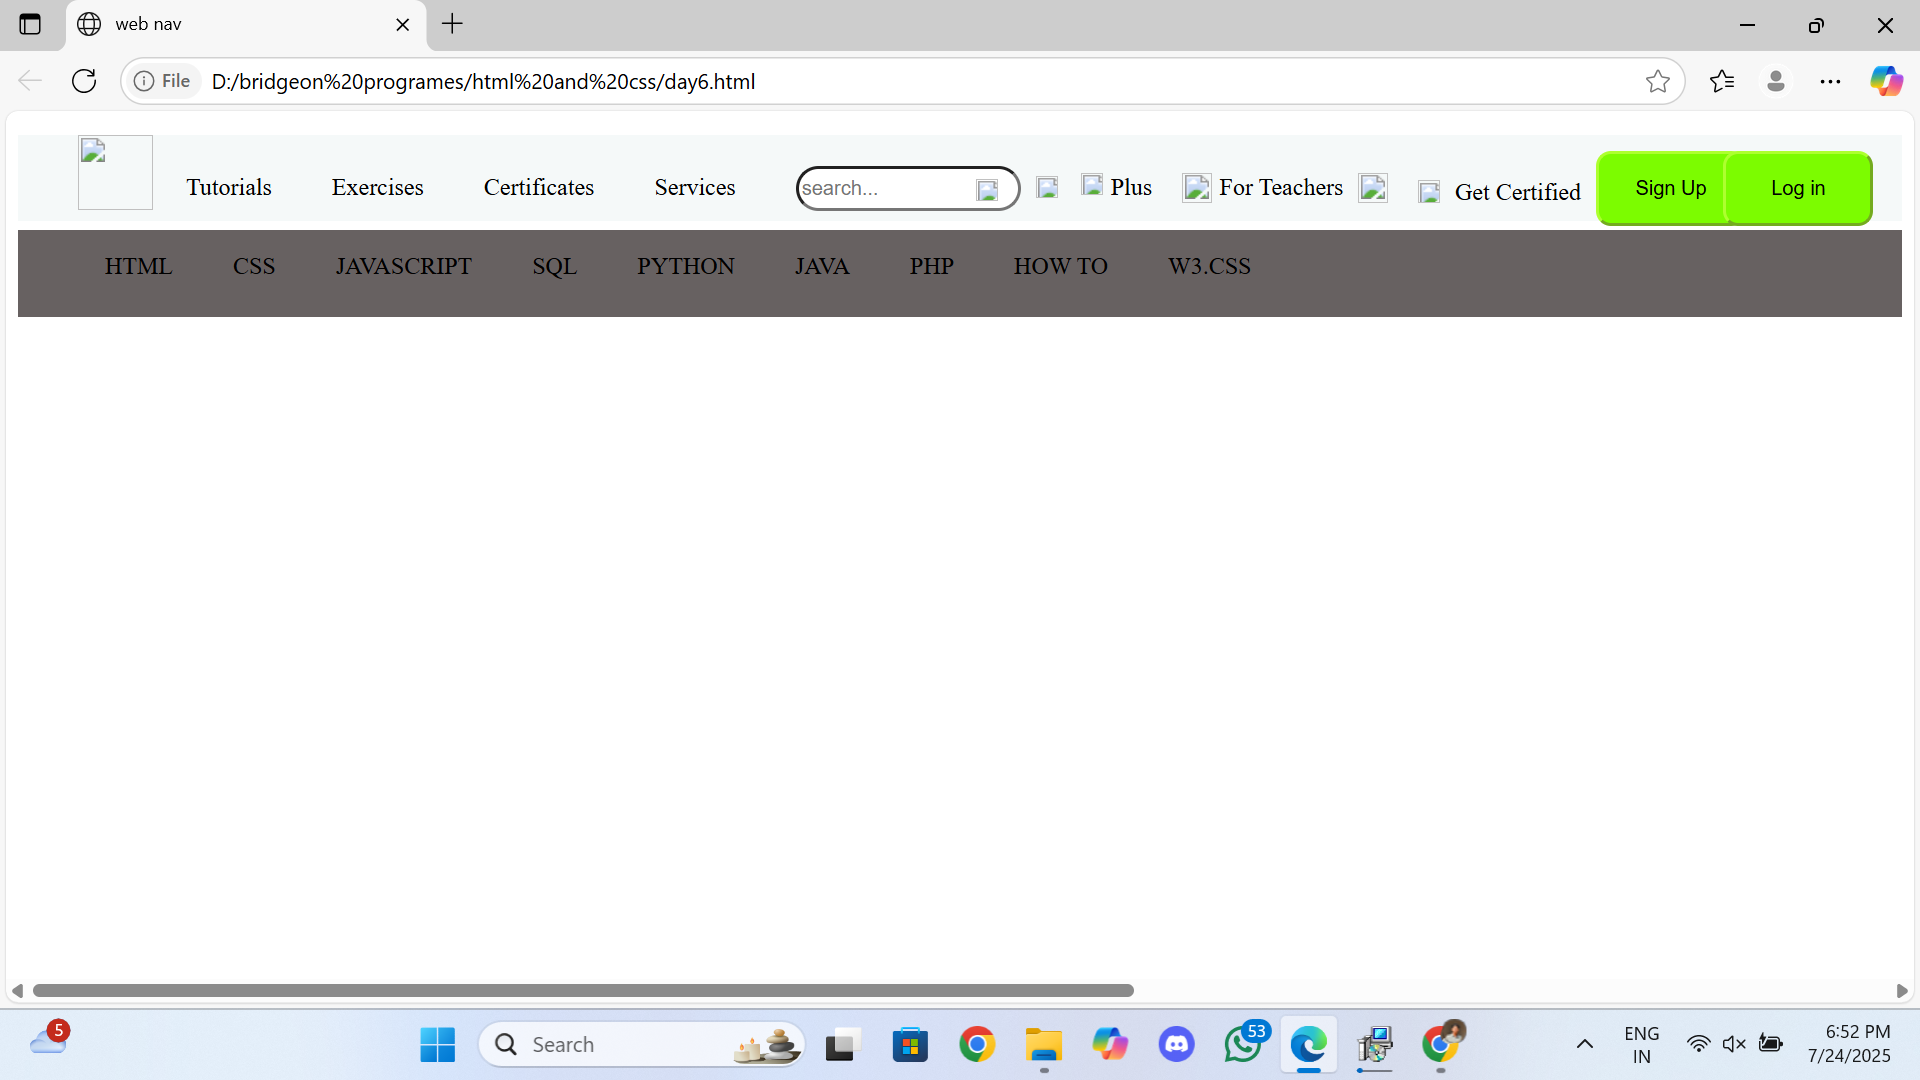 web nav
File D:/bridgeon%20programes/html%20and%20css/day6.html
Tutorials Exercises Certificates Services search... Plus For Teachers Get Certified Sign Up Log in
HTML CSS JAVASCRIPT SQL PYTHON JAVA PHP HOW TO W3.CSS
5 Search 53 ENG 6:52 PM
IN 7/24/2025